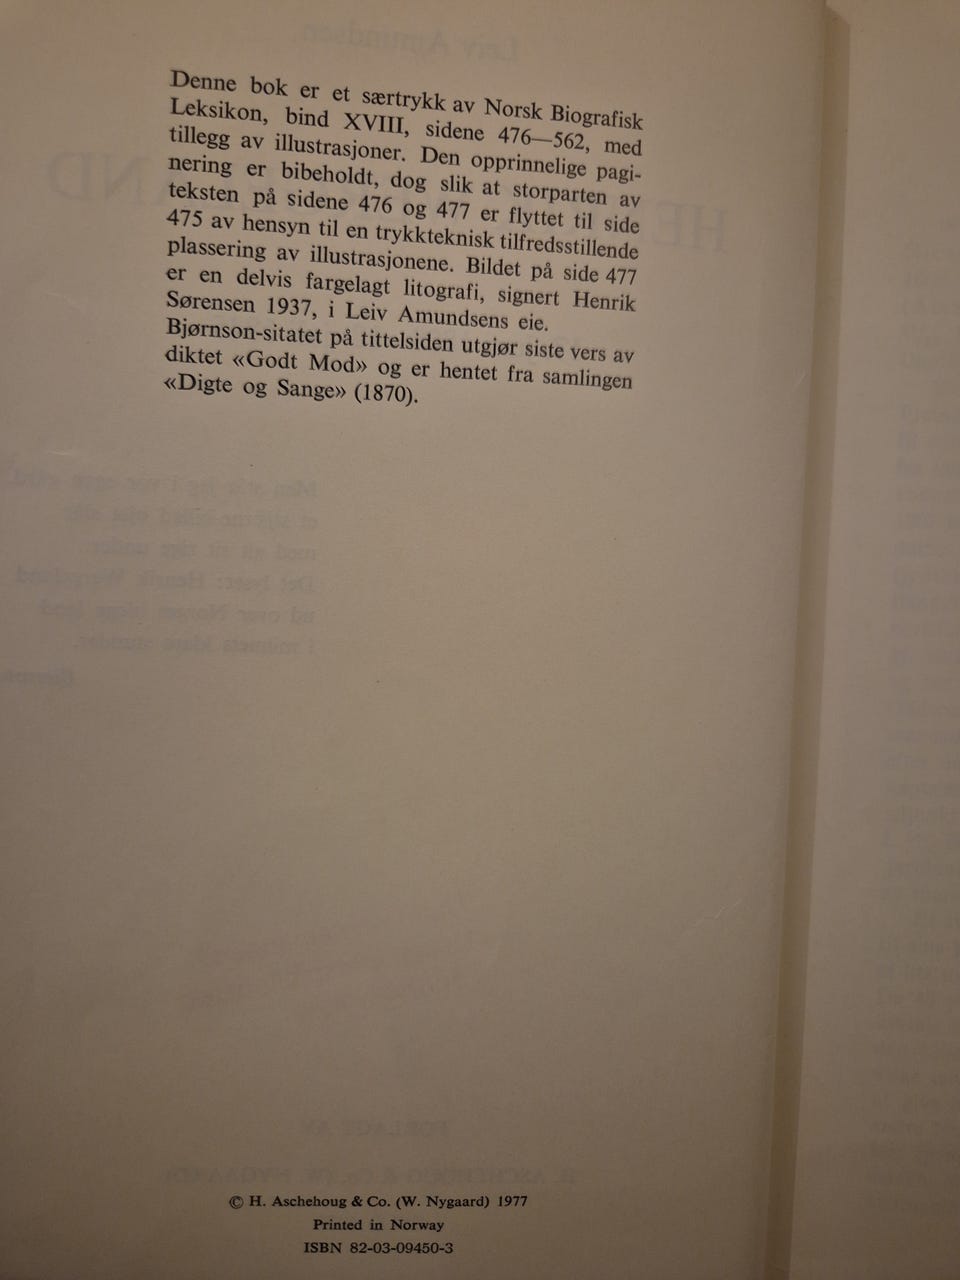 Leiv Amundsen
Denne bok er et særtrykk av Norsk Biografisk
Leksikon, bind XVIII, sidene 476—562, med
tillegg av illustrasjoner. Den opprinnelige pagi-
nering er bibeholdt, dog slik at storparten av
teksten på sidene 476 og 477 er flyttet til side
475 av hensyn til en trykkteknisk tilfredsstillende
plassering av illustrasjonene. Bildet på side 477
er en delvis fargelagt litografi, signert Henrik
Sørensen 1937, i Leiv Amundsens eie.
Bjørnson-sitatet på tittelsiden utgjør siste vers av
diktet «Godt Mod» og er hentet fra samlingen
«Digte og Sange» (1870).
© H. Aschehoug & Co. (W. Nygaard) 1977
Printed in Norway
ISBN 82-03-09450-3